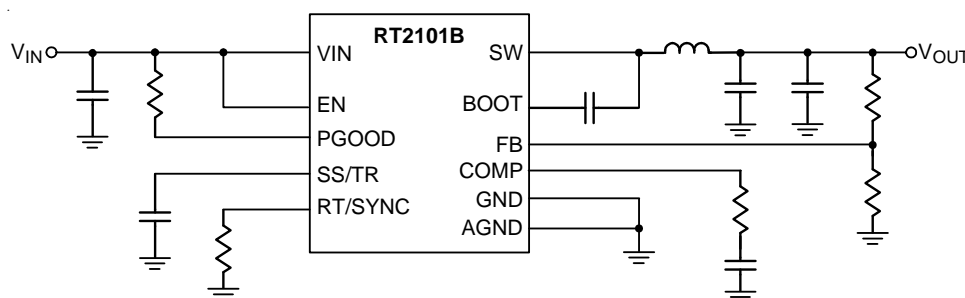 RT2101B
VIN
VIN
SW
VOUT
EN
BOOT
PGOOD
FB
SS/TR
COMP
RT/SYNC
GND
AGND